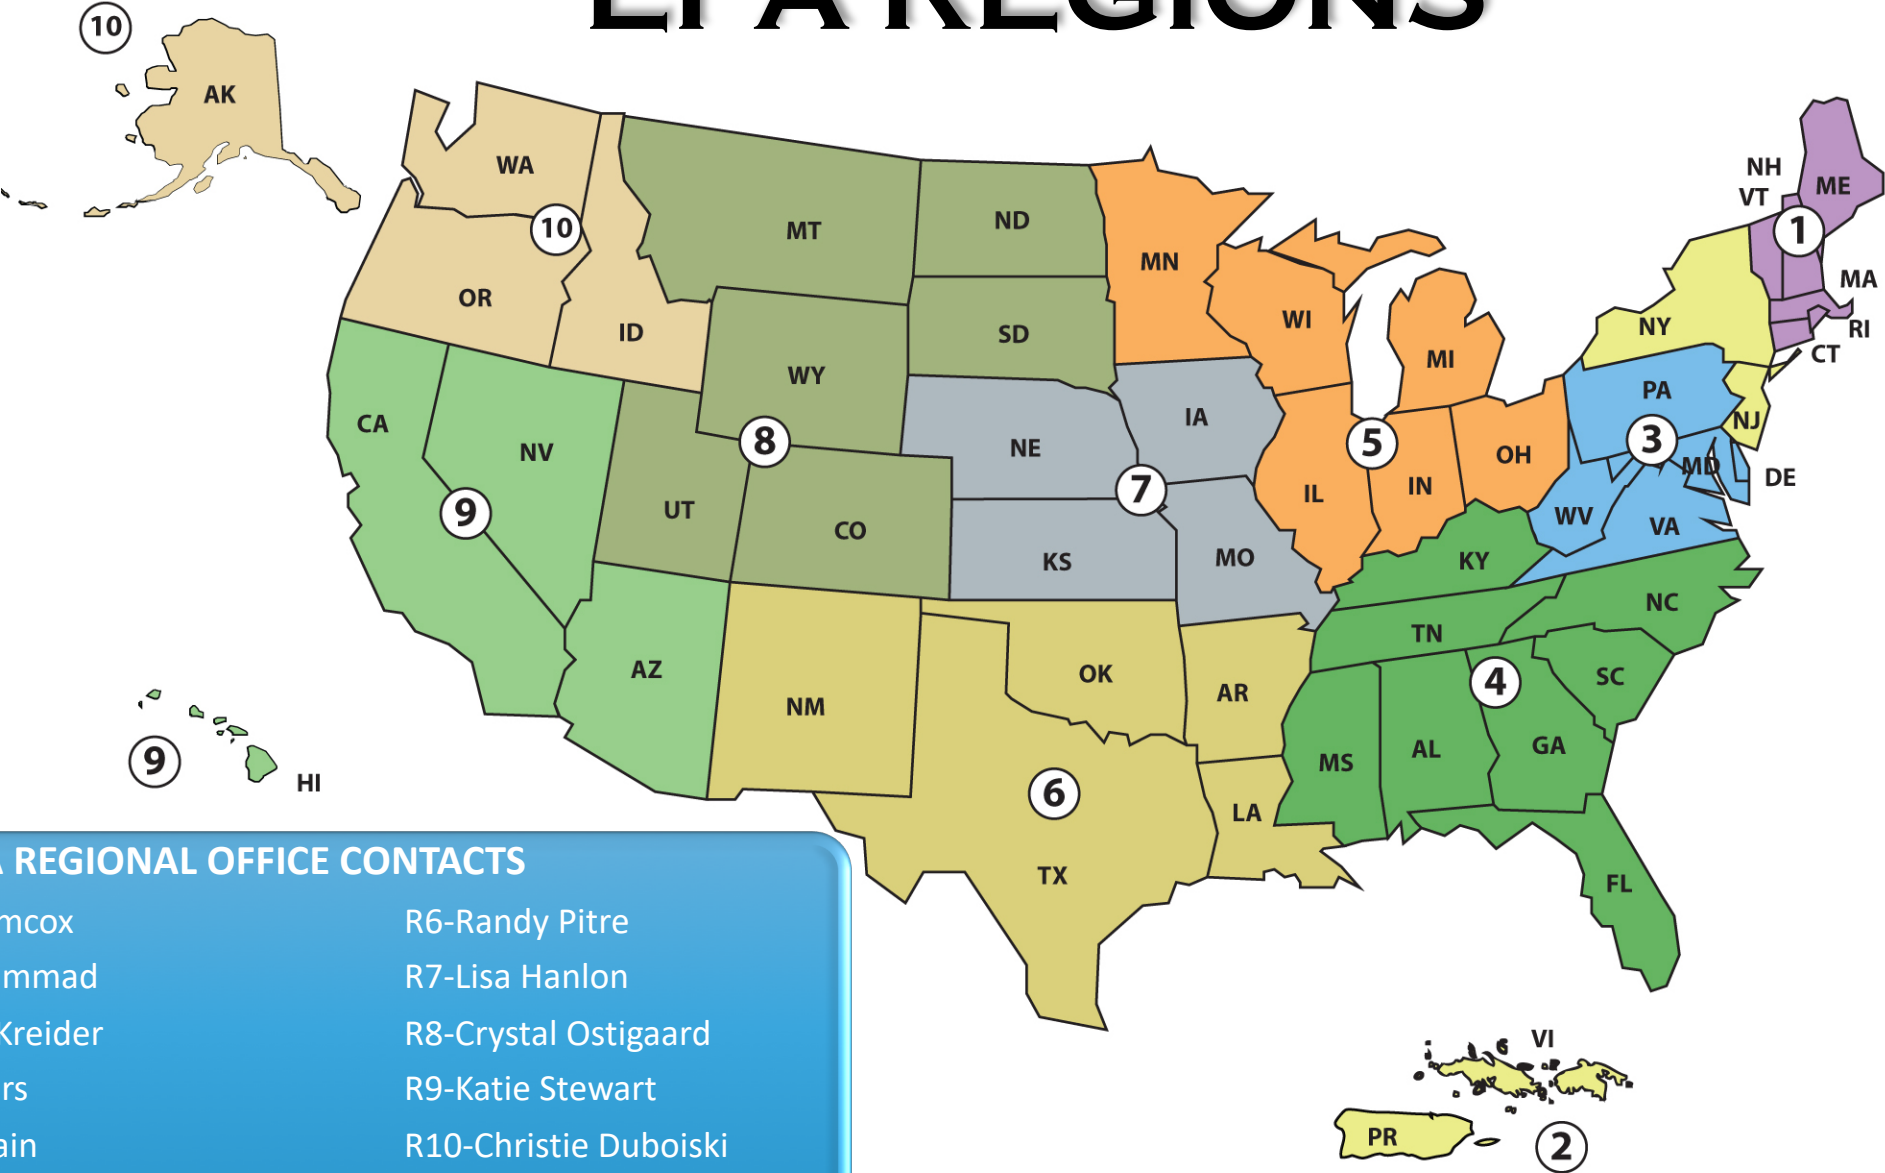 EPA REGIONS
10
AK
WA
10
OR
ID
MT
ND
MN
SD
WY
WI
MI
NH
VT
ME
1
MA
RI
CT
NY
PA
NJ
3
MD
DE
WV
VA
CA
NV
9
8
UT
CO
NE
IA
7
KS
MO
5
IL
IN
OH
KY
NC
TN
4
SC
AZ
NM
OK
AR
MS
AL
GA
9
HI
6
LA
TX
FL
VI
PR
2
REGIONAL OFFICE CONTACTS
R6-Randy Pitre
R7-Lisa Hanlon
Kreider R8-Crystal Ostigaard
R9-Katie Stewart
R10-Christie Duboiski